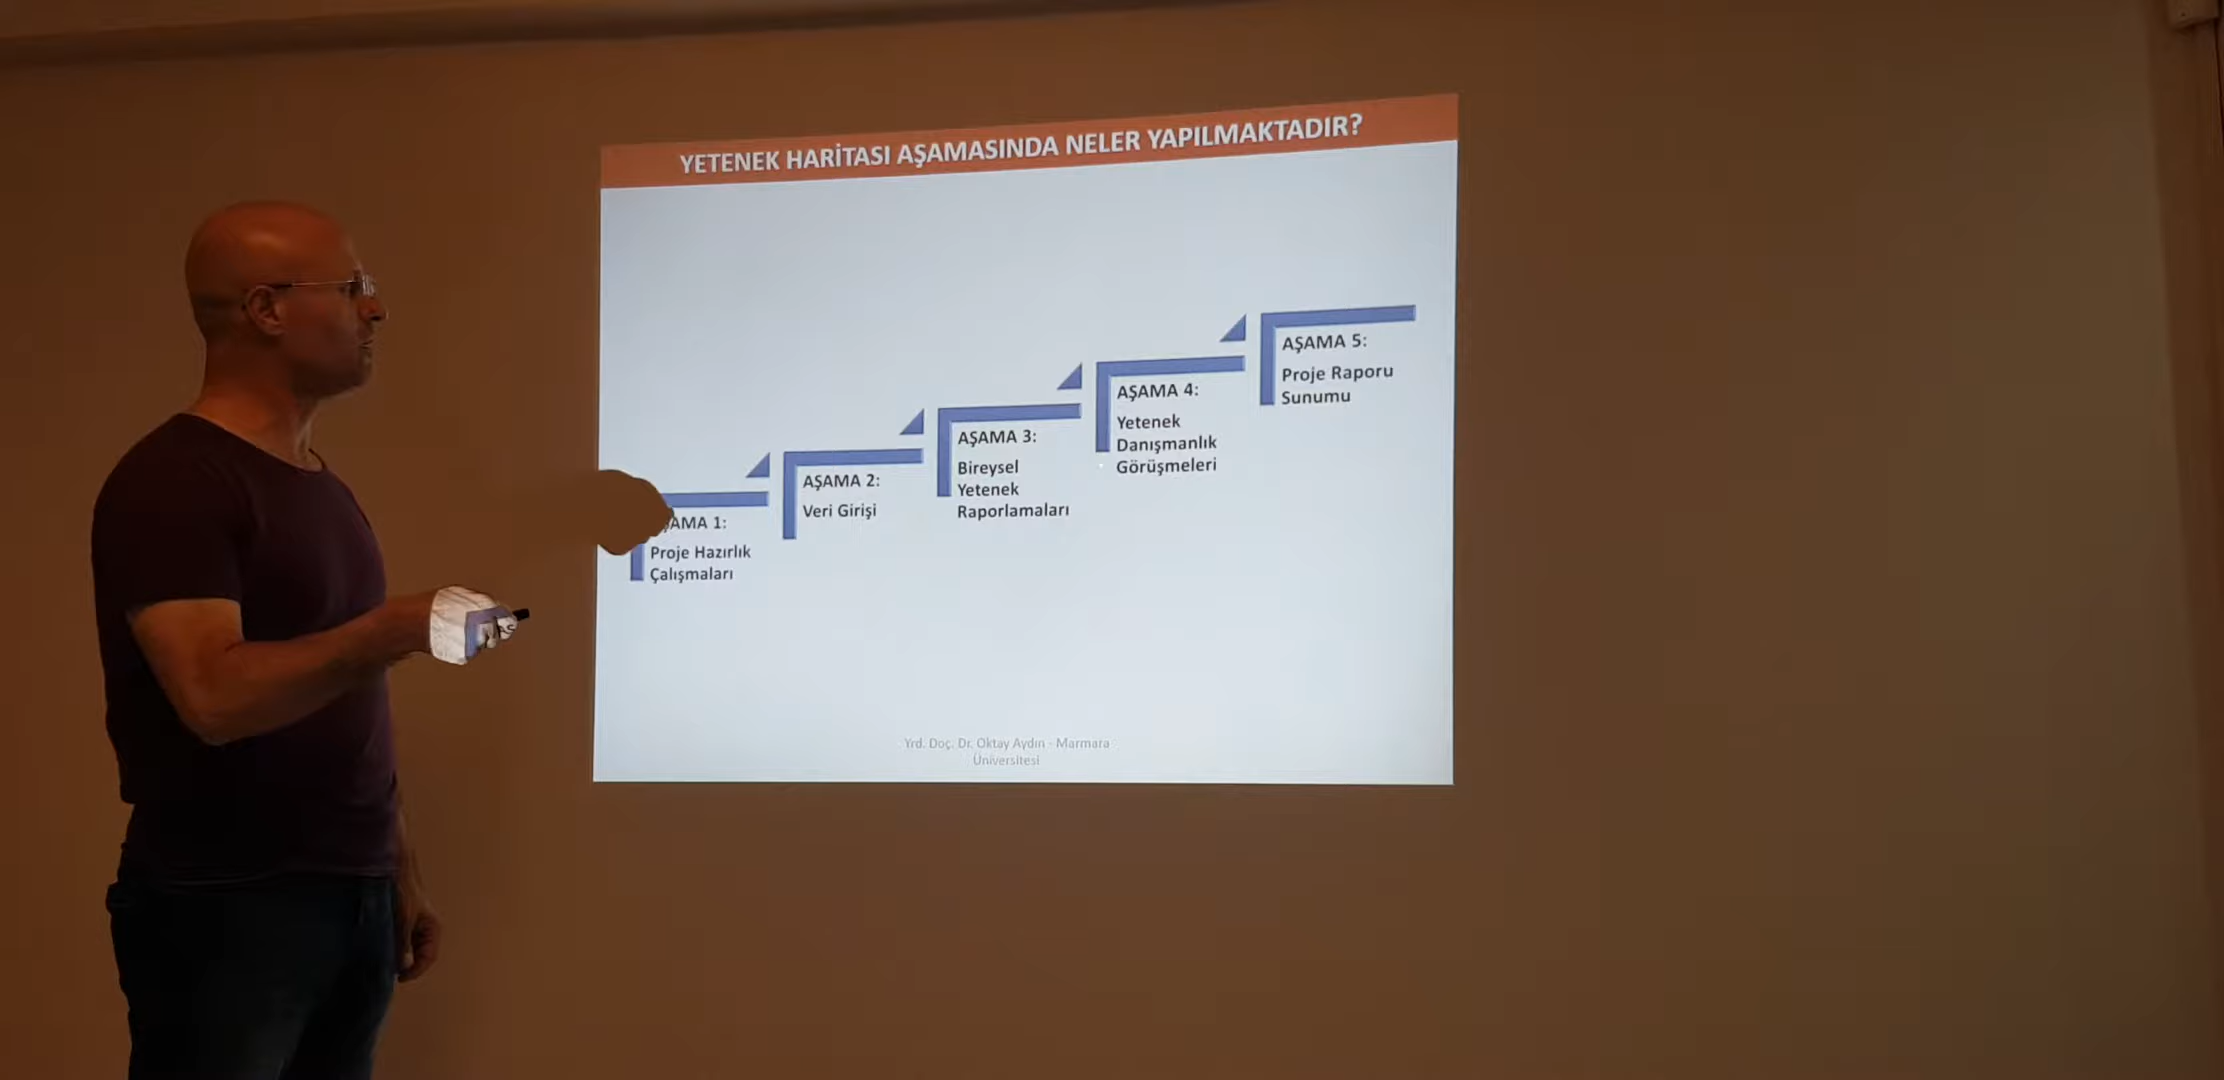 YETENEK HARİTASI AŞAMASINDA NELER YAPILMAKTADIR?
AMA 1:
Proje Hazırlık
Çalışmaları
AŞAMA 2:
Veri Girişi
AŞAMA 3:
Bireysel
Yetenek
Raporlamaları
AŞAMA 4:
Yetenek
Danışmanlık
Görüşmeleri
AŞAMA 5:
Proje Raporu
Sunumu
Yrd. Doç. Dr. Oktay Aydın - Marmara
Üniversitesi